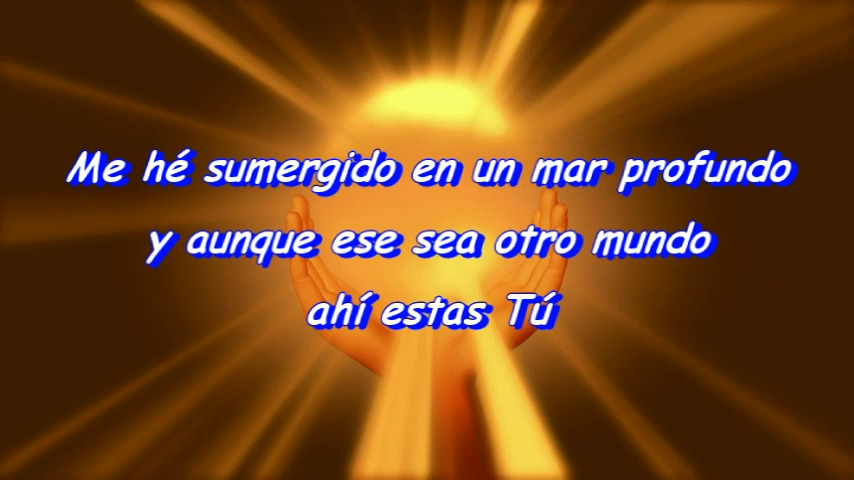 Me hé sumergido en un mar profundo
y aunque ese sea otro mundo
ahí estas Tú